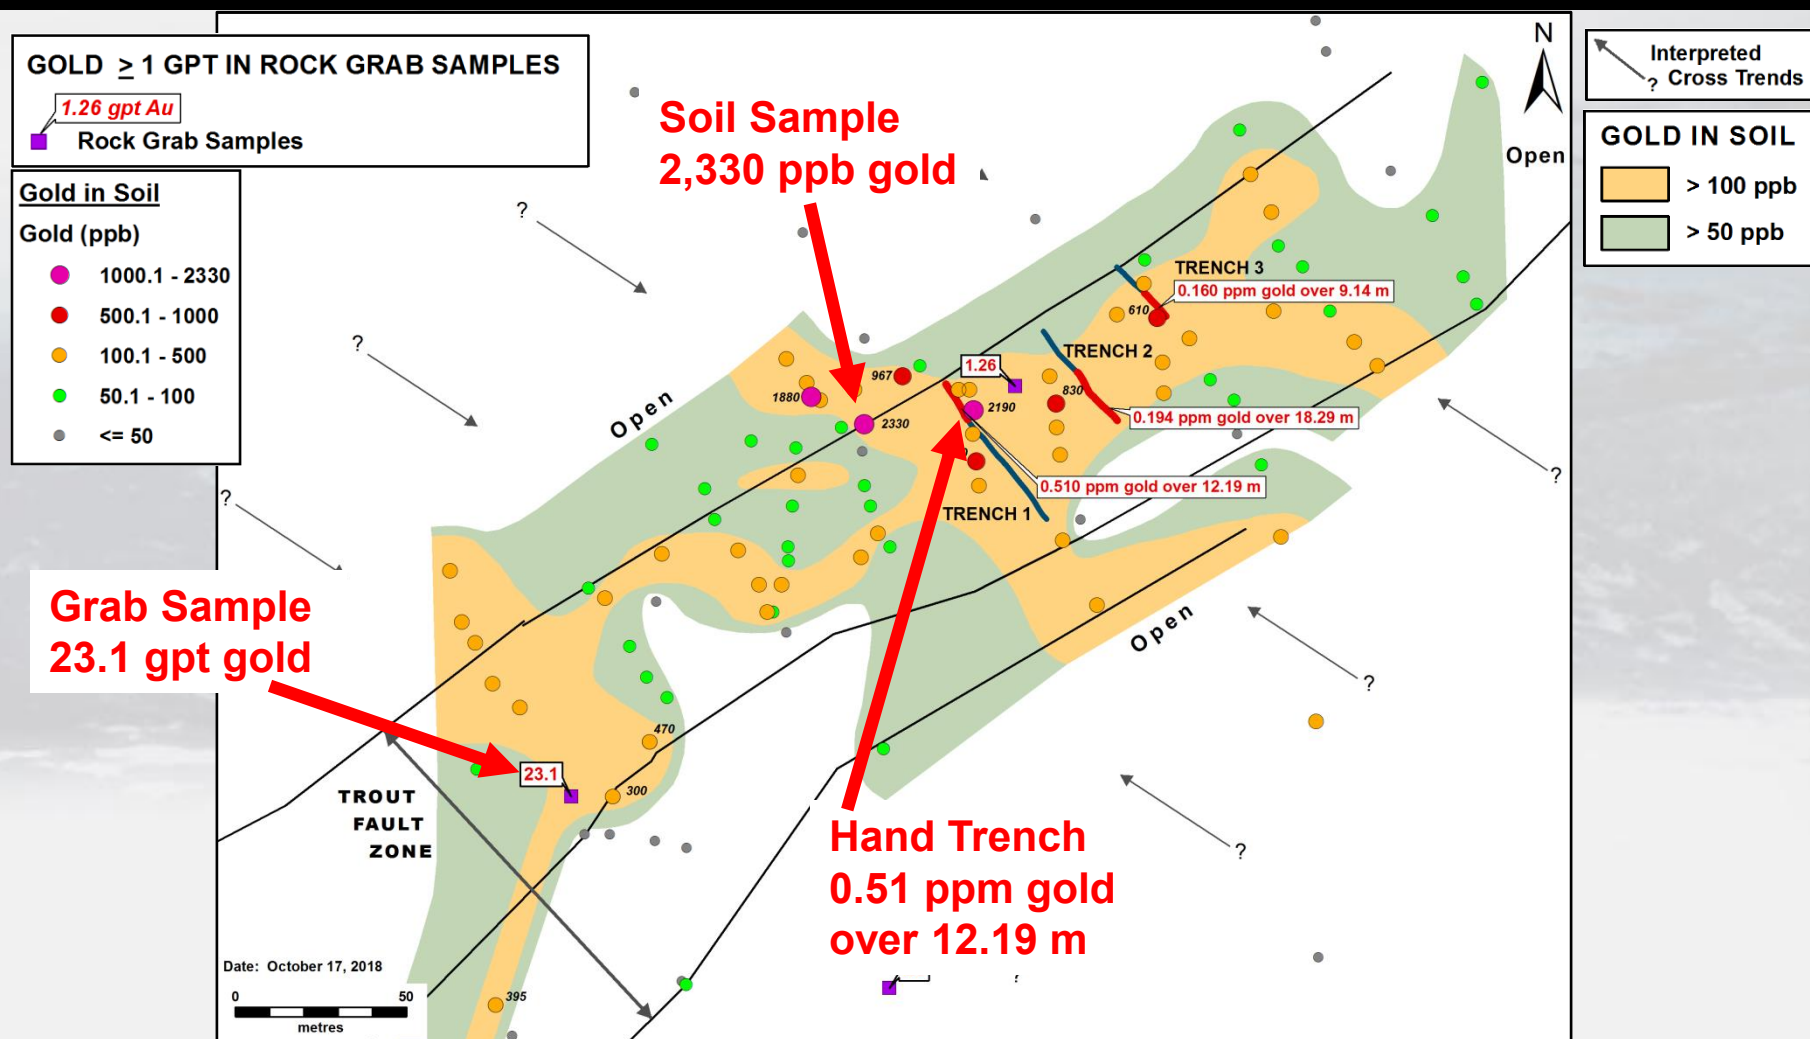 GOLD ≥ 1 GPT IN ROCK GRAB SAMPLES
1.26 gpt Au
Rock Grab Samples
Gold in Soil
Gold (ppb)
1000.1 - 2330
500.1 - 1000
100.1 - 500
50.1 - 100
<= 50
Soil Sample
2,330 ppb gold
N
Open
Interpreted
? Cross Trends
GOLD IN SOIL
> 100 ppb
> 50 ppb
?
?
?
TRENCH 3
0.160 ppm gold over 9.14 m
610
TRENCH 2
1.26
967
830
1880
2190
2330
0.194 ppm gold over 18.29 m
Open
0.510 ppm gold over 12.19 m
TRENCH 1
?
Grab Sample
23.1 gpt gold
Open
?
470
23.1
300
TROUT
FAULT
ZONE
?
Hand Trench
0.51 ppm gold
over 12.19 m
Date: October 17, 2018
0 50
metres
395